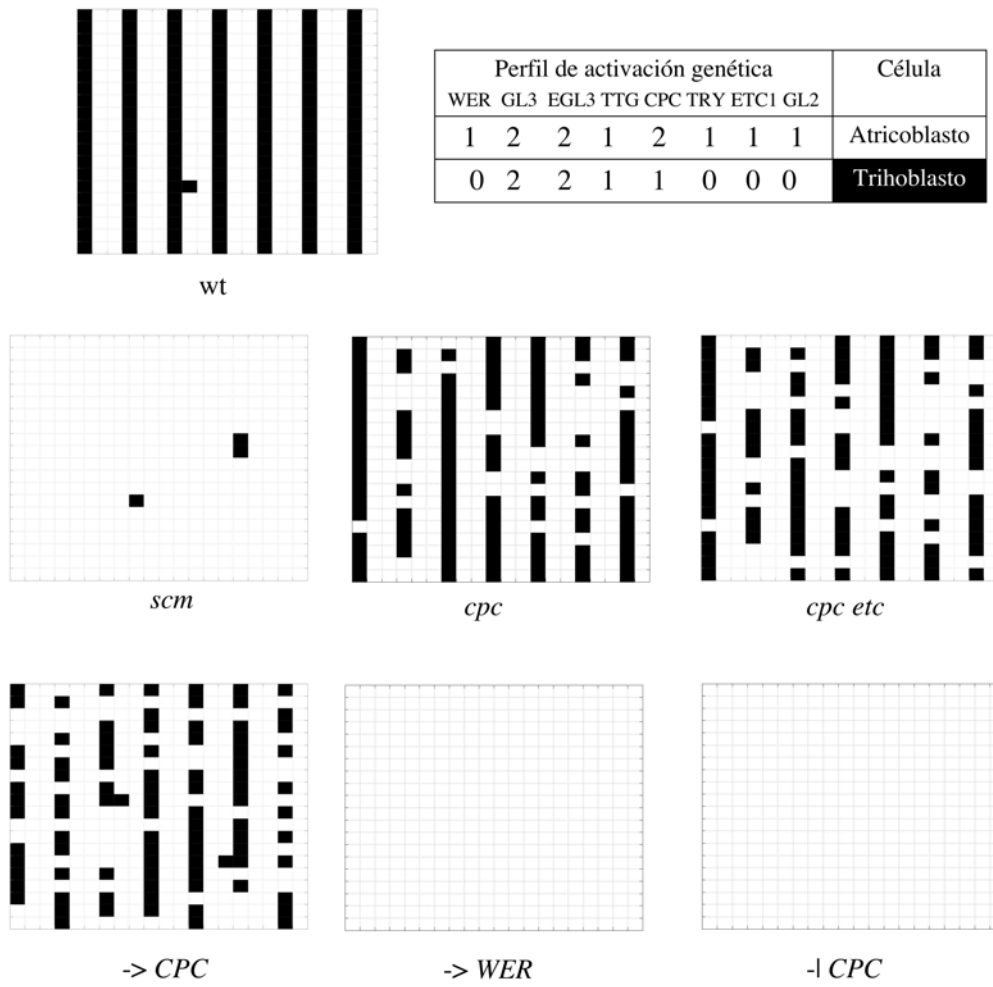 Perfil de activación genética Célula
WER GL3 EGL3 TTG CPC TRY ETC1 GL2
1 2 2 1 2 1 1 1 Atricoblasto
0 2 2 1 1 0 0 0 Trihoblasto
wt
scm
cpc
cpc etc
-> CPC
-> WER
-| CPC